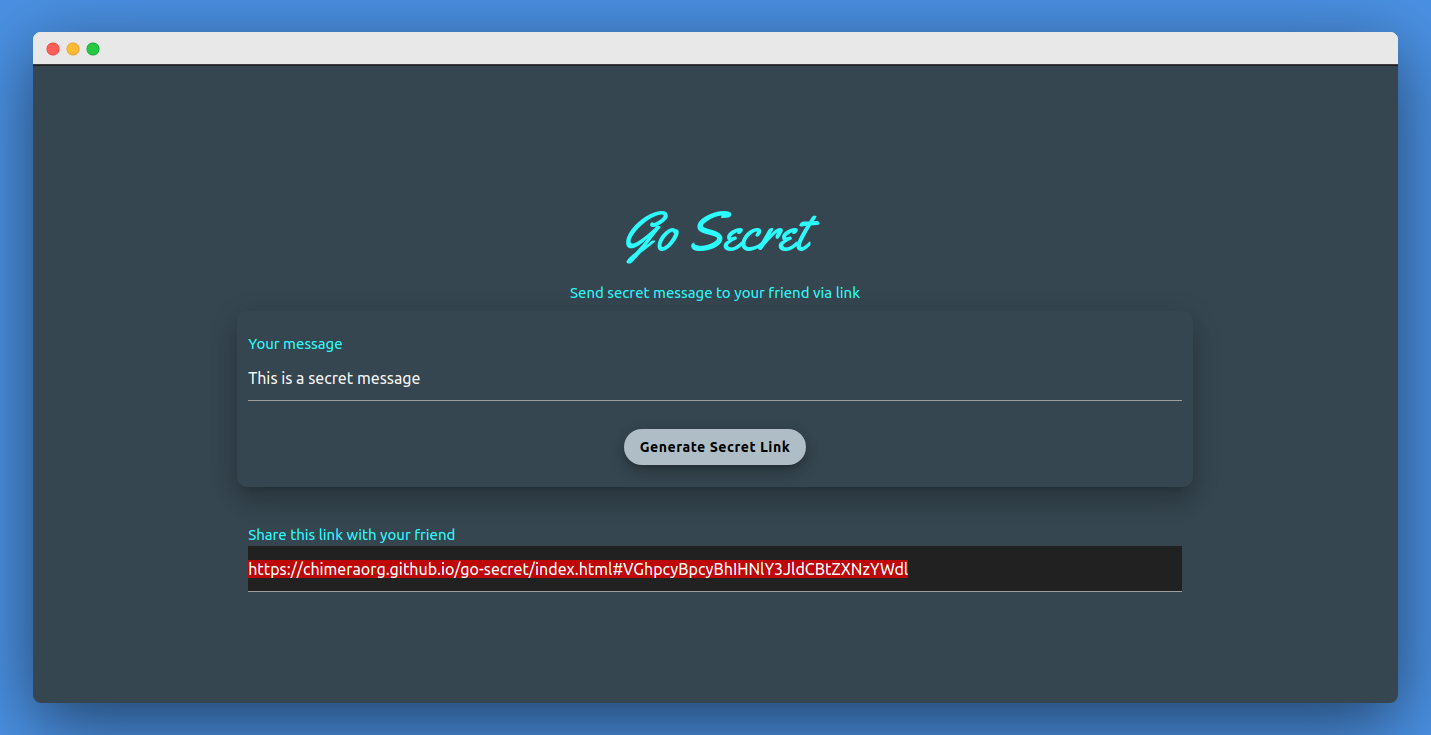 Go Secret
Send secret message to your friend via link
Your message
This is a secret message
Generate Secret Link
Share this link with your friend
https://chimeraorg.github.io/go-secret/index.html#VGhpcyBpcyBhIHNlY3JldCBtZXNzYWdl